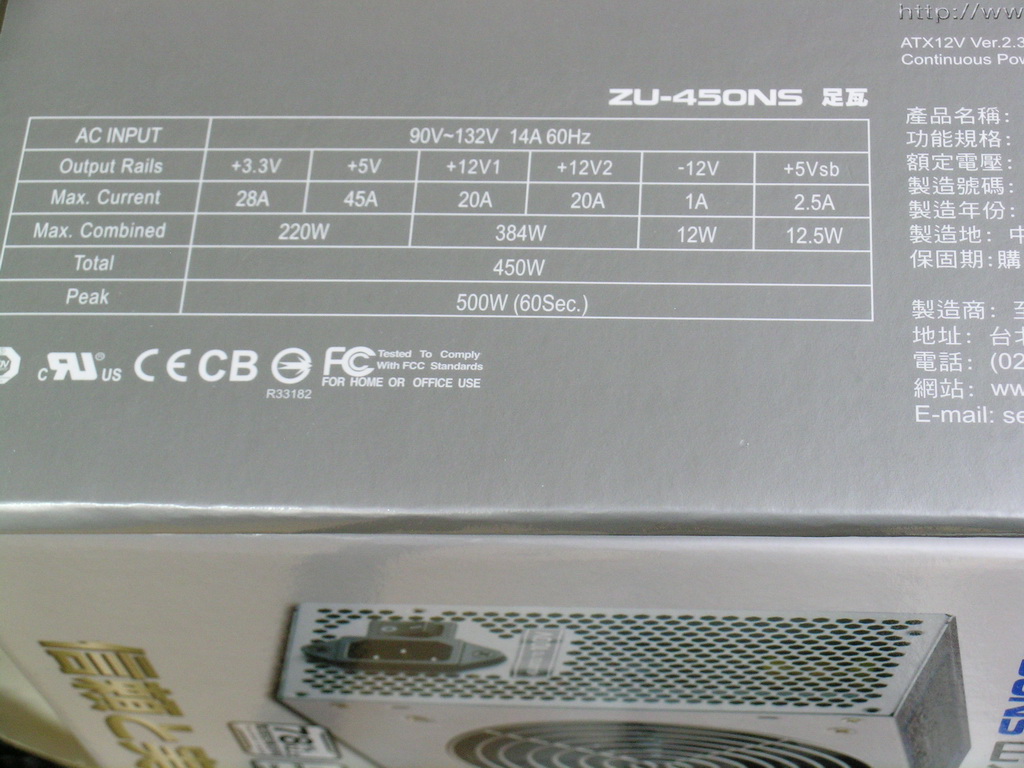 http://ww
ATX12V Ver.2.3
Continuous Pow
ZU-450NS 足瓦
AC INPUT 90V~132V 14A 60Hz
Output Rails +3.3V +5V +12V1 +12V2 -12V +5Vsb
Max. Current 28A 45A 20A 20A 1A 2.5A
Max. Combined 220W 384W 12W 12.5W
Total 450W
Peak 500W (60Sec.)
c RU US CE CB FC Tested To Comply
With FCC Standards
FOR HOME OR OFFICE USE
R33182
產品名稱:
功能規格:
額定電壓:
製造號碼:
製造年份:
製造地: 中
保固期:購
製造商: 至
地址: 台北
電話: (02
網站: ww
E-mail: se